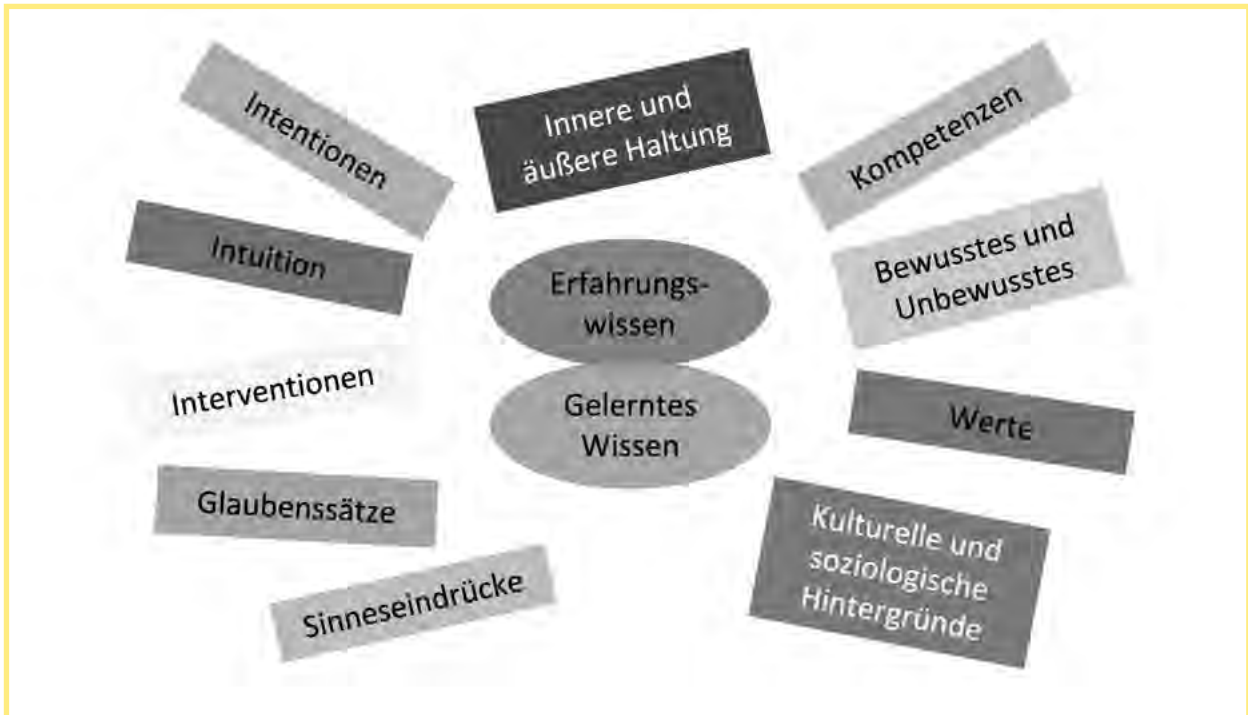 Intentionen
Innere und
äußere Haltung
Kompetenzen
Intuition
Erfahrungs-
wissen
Bewusstes und
Unbewusstes
Interventionen
Gelerntes
Wissen
Werte
Glaubenssätze
Kulturelle und
soziologische
Hintergründe
Sinneseindrücke